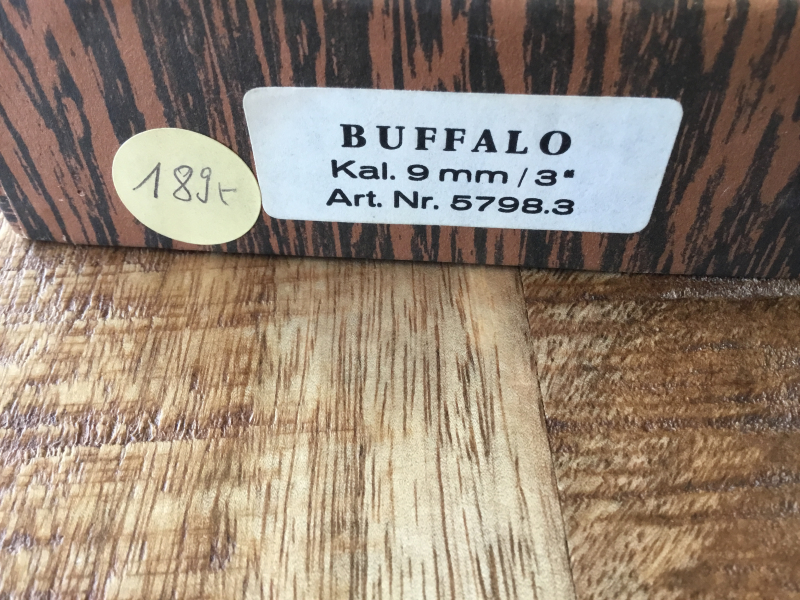 BUFFALO
Kal. 9 mm / 3"
Art. Nr. 5798.3
189,-